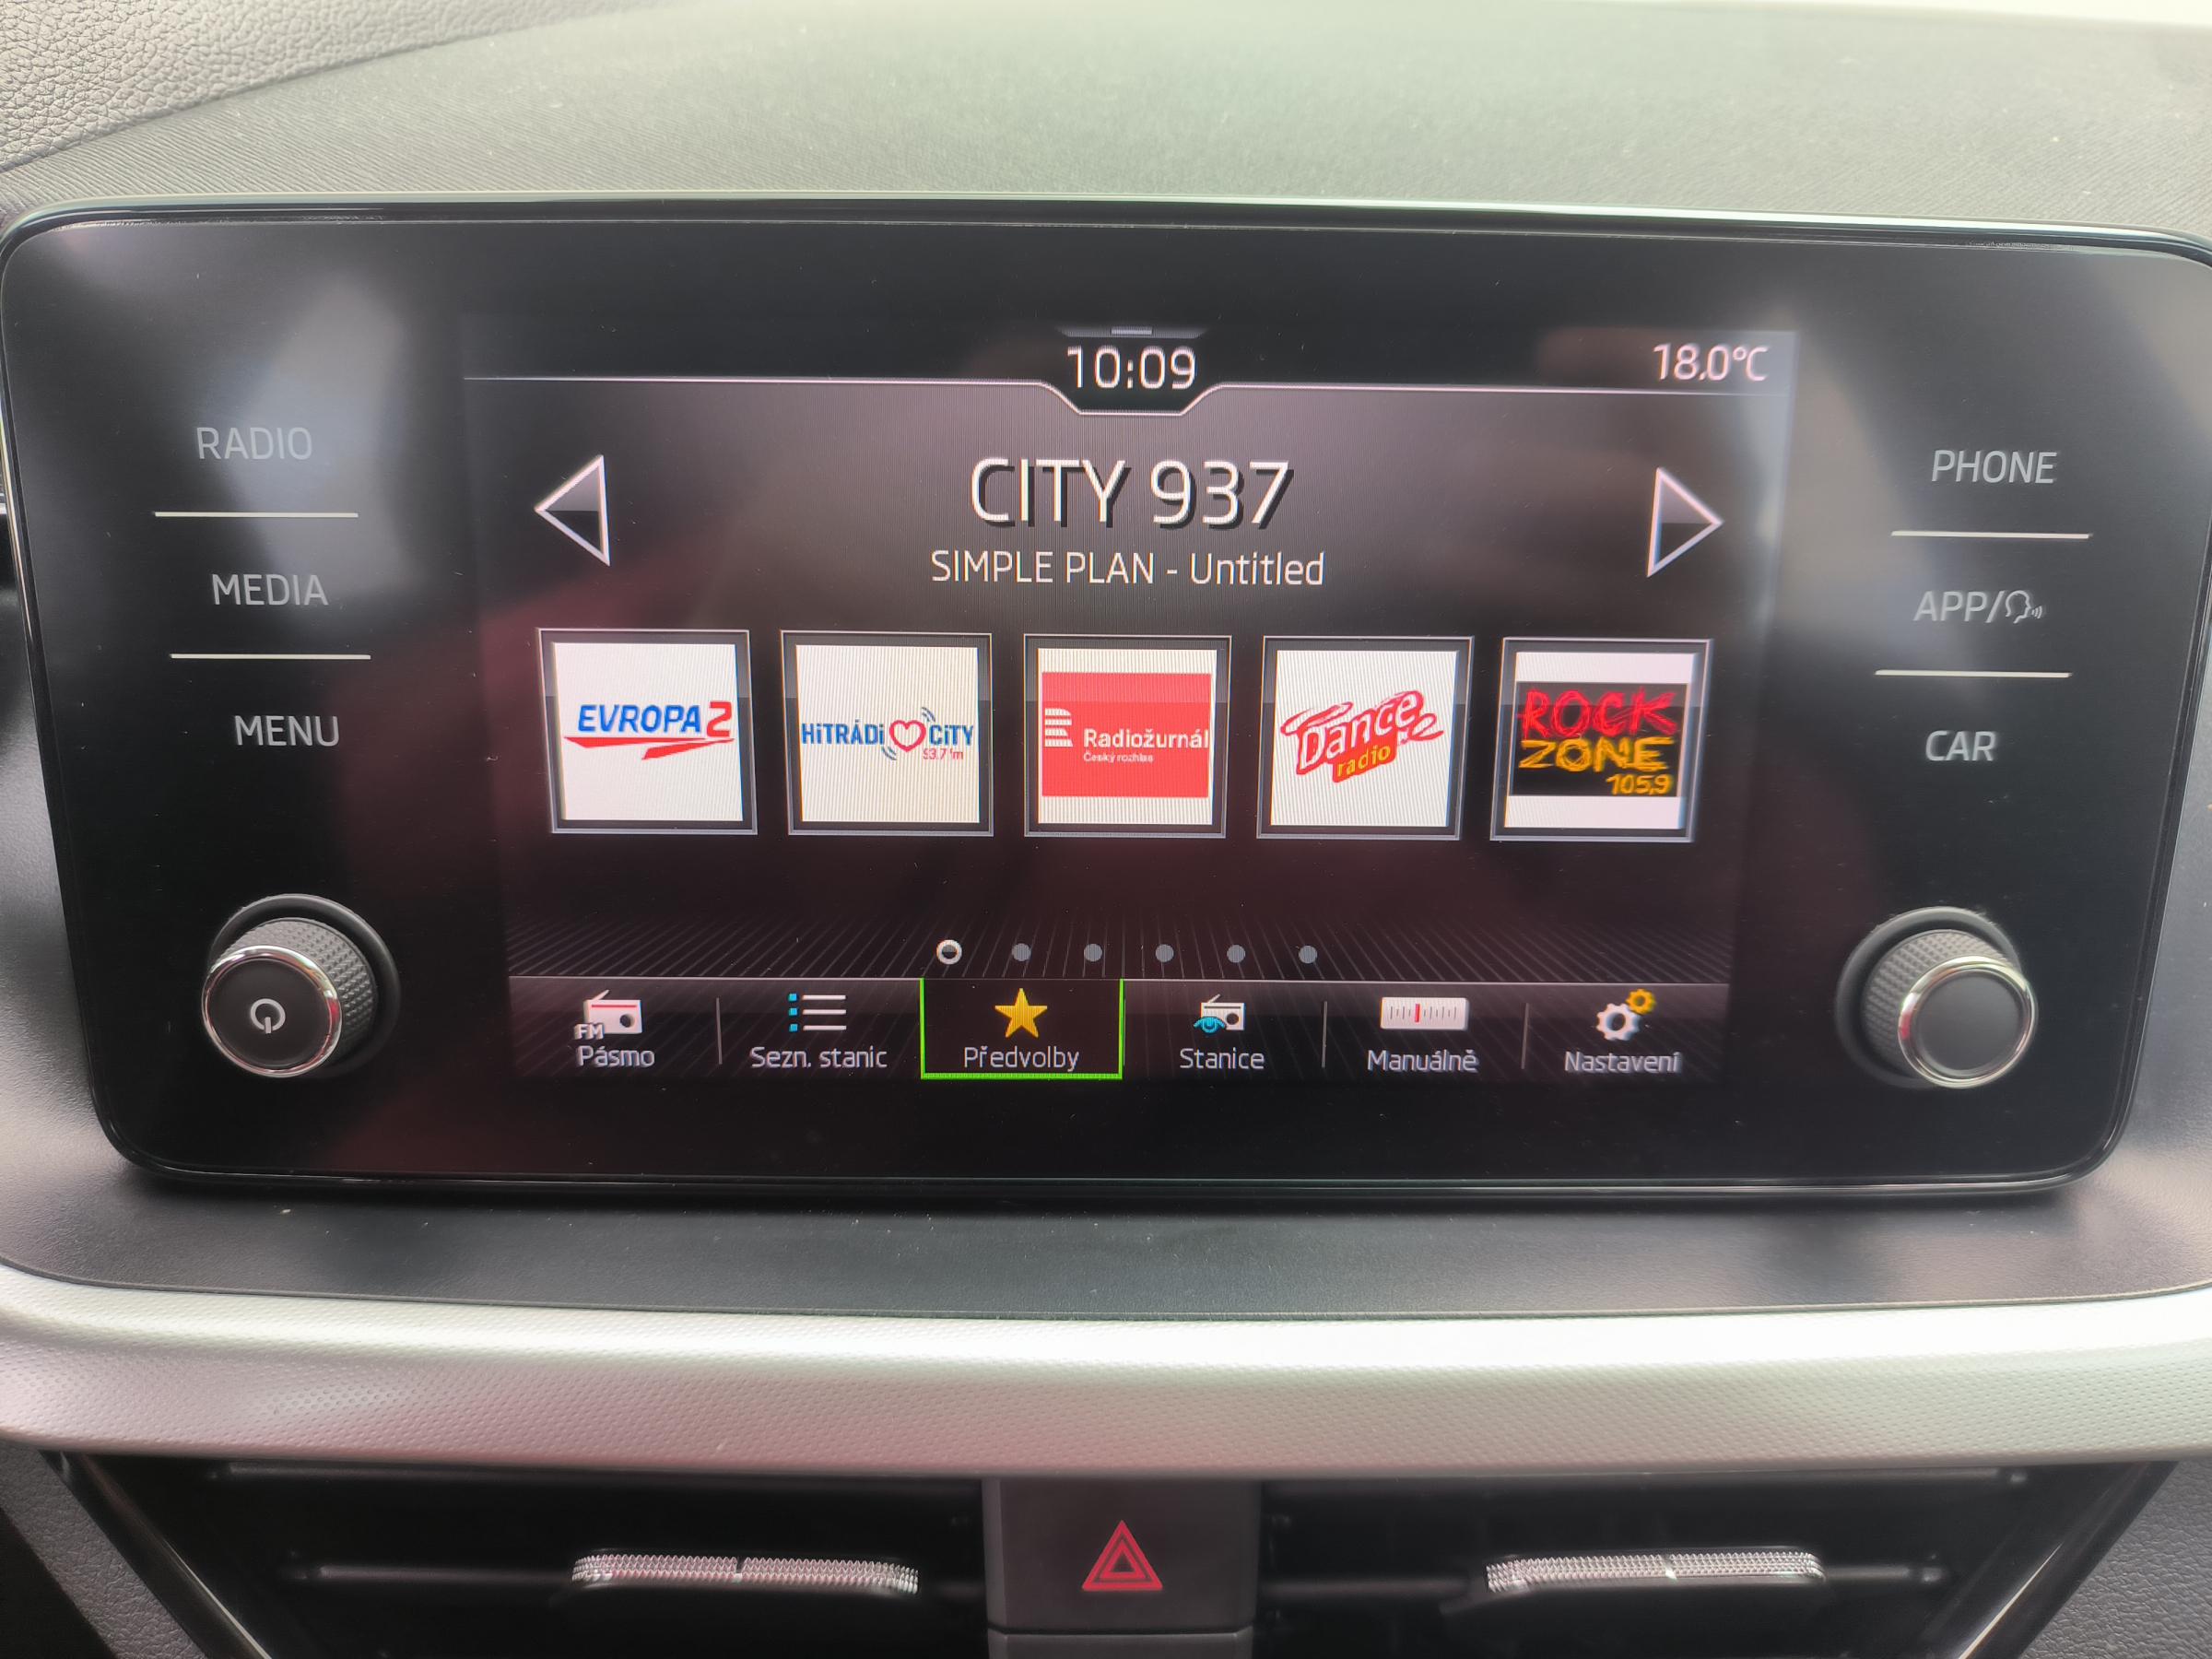 10:09
18.0°C
RADIO
MEDIA
MENU
CITY 937
SIMPLE PLAN - Untitled
PHONE
APP/
CAR
EVROPA 2
HITRÁDIO CITY
93.7 fm
Radiožurnál
Český rozhlas
Dance
radio
ROCK
ZONE
105,9
FM
Pásmo
Sezn. stanic
Předvolby
Stanice
Manuálně
Nastavení